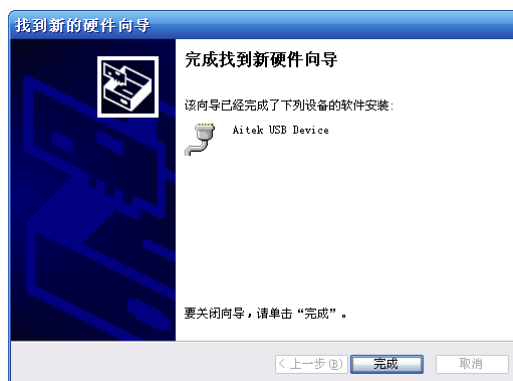 找到新的硬件向导
完成找到新硬件向导
该向导已经完成了下列设备的软件安装:
Aitek USB Device
要关闭向导，请单击“完成”。
< 上一步(B)
完成
取消